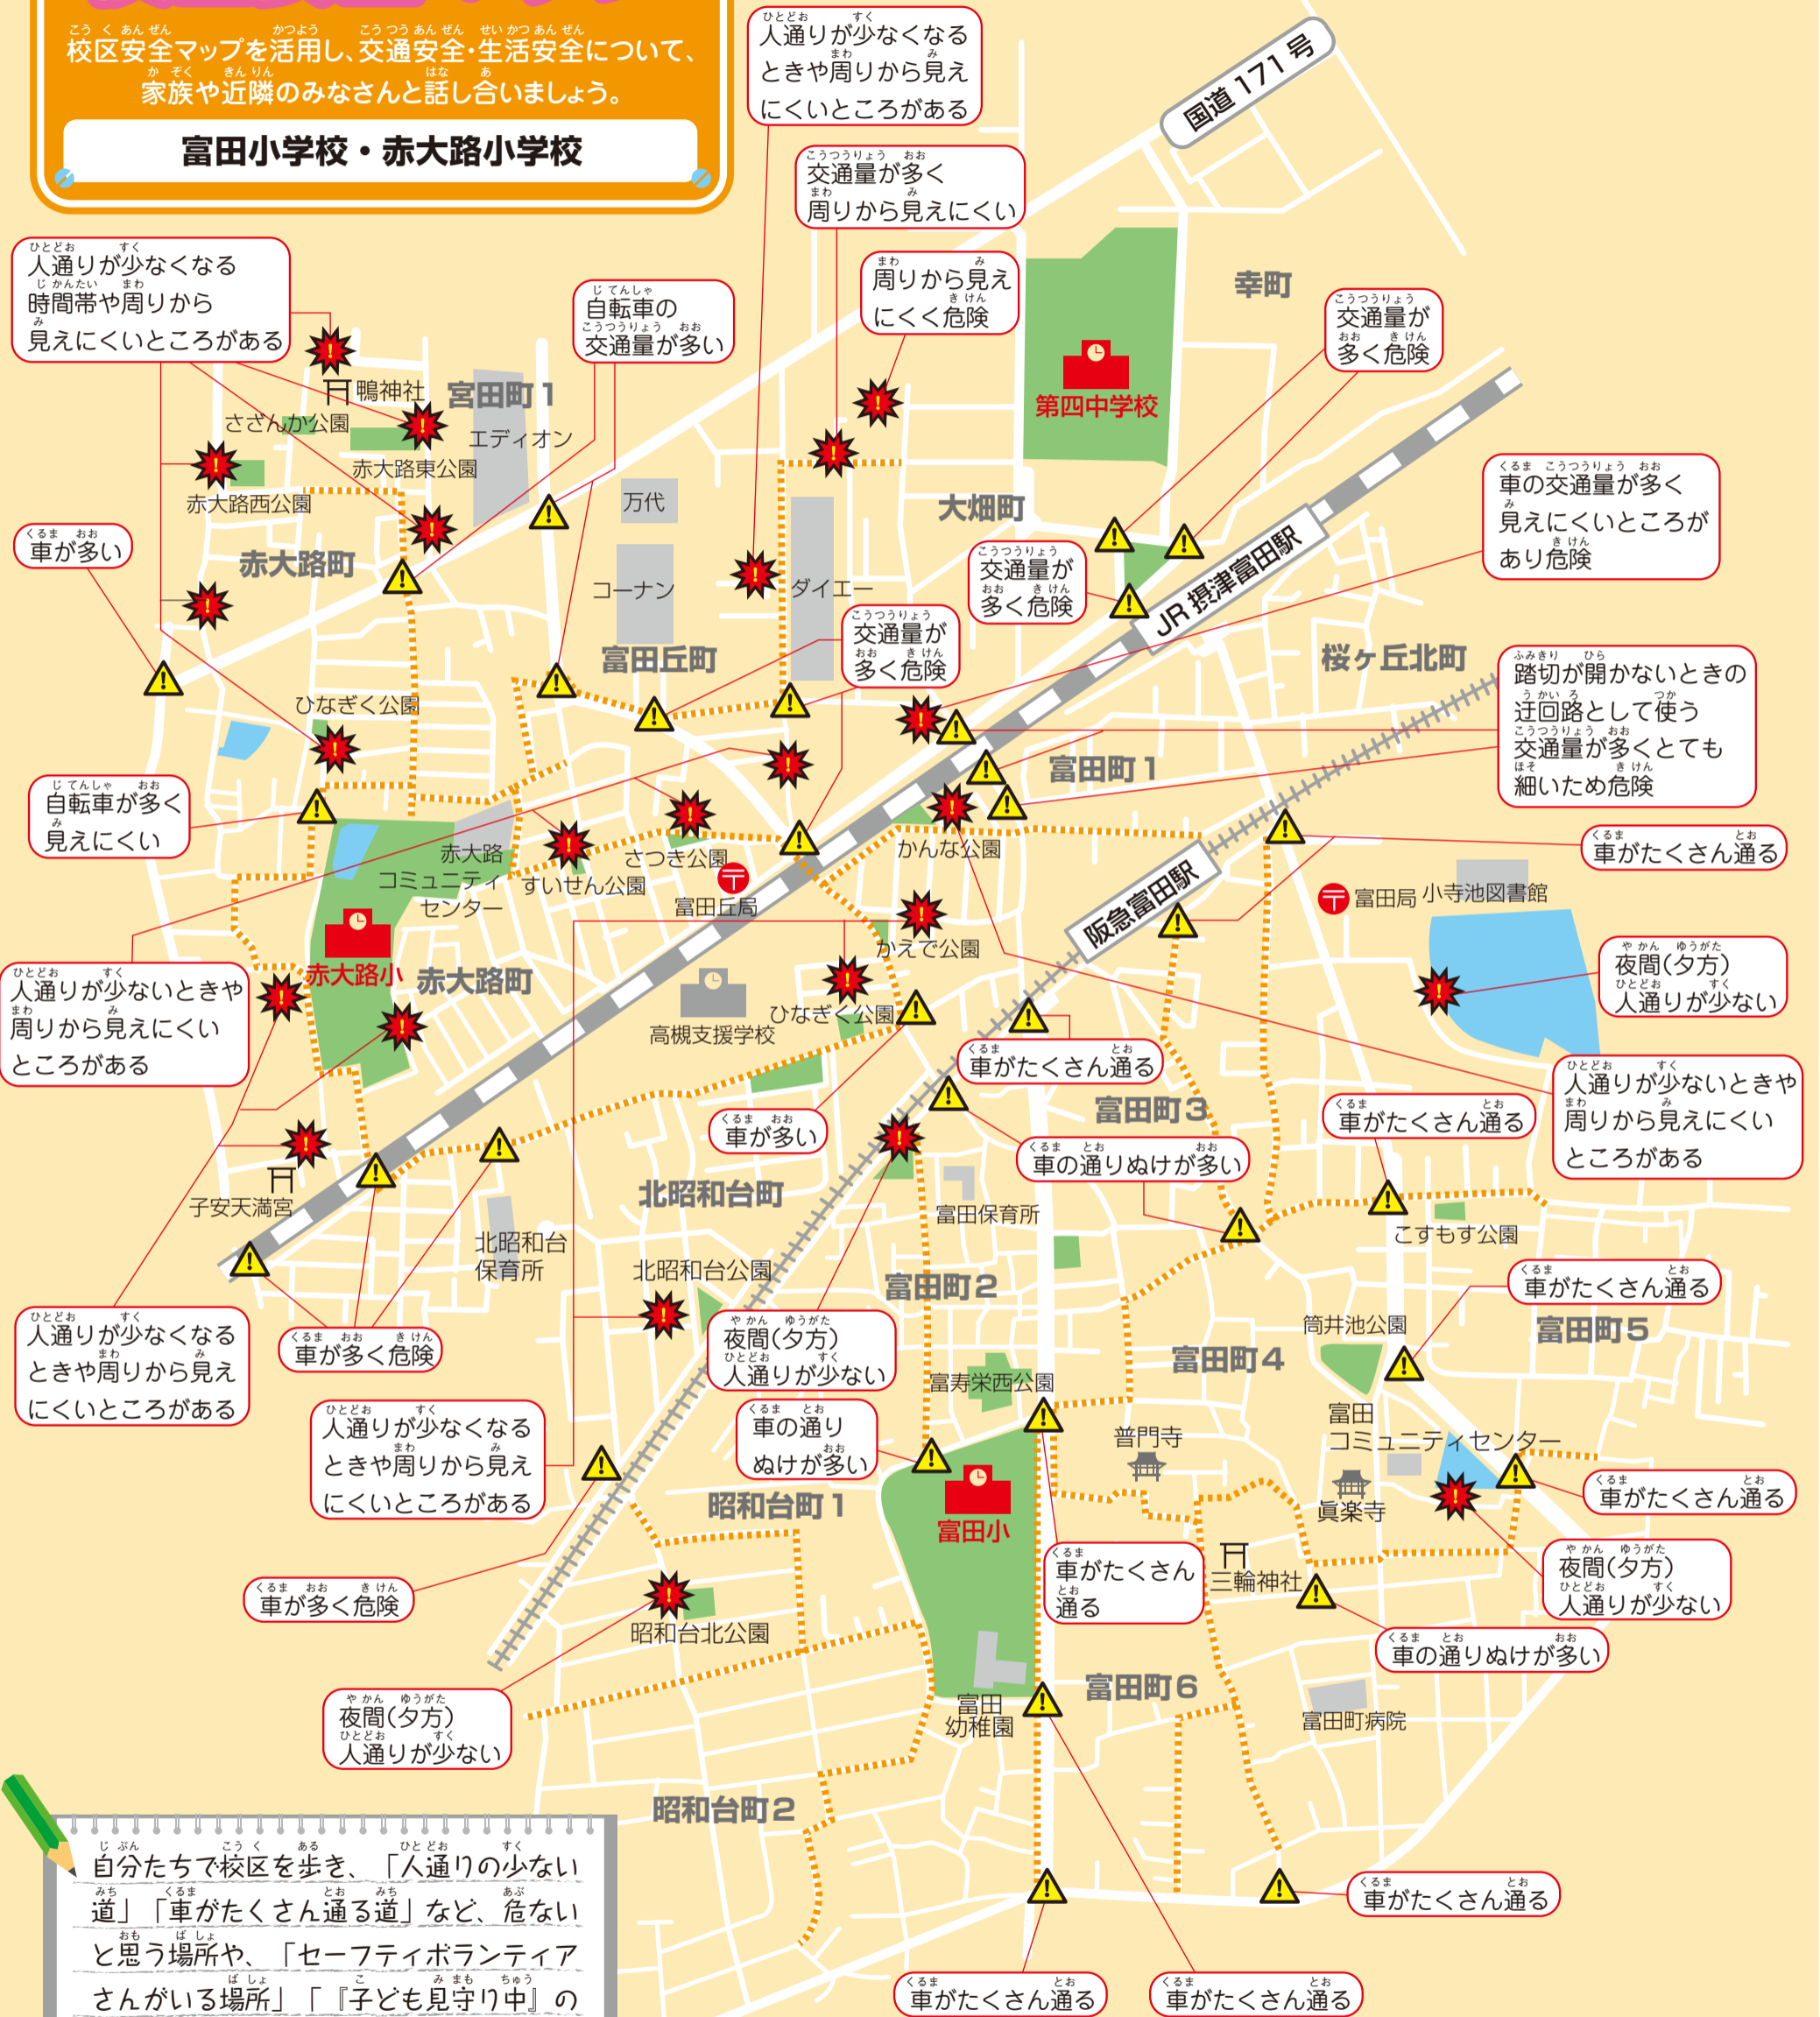 校区安全マップを活用し、交通安全・生活安全について、
家族や近隣のみなさんと話し合いましょう。
富田小学校・赤大路小学校
人通りが少なくなる
ときや周りから見え
にくいところがある
国道 171 号
交通量が多く
周りから見えにくい
人通りが少なくなる
時間帯や周りから
見えにくいところがある
自転車の
交通量が多い
周りから見え
にくく危険
幸町
交通量が
多く危険
鴨神社
宮田町1
さざんか公園
エディオン
赤大路東公園
赤大路西公園
第四中学校
車の交通量が多く
見えにくいところが
あり危険
万代
大畑町
車が多い
赤大路町
コーナン
ダイエー
交通量が
多く危険
JR 摂津富田駅
交通量が
多く危険
富田丘町
桜ヶ丘北町
踏切が開かないときの
迂回路として使う
交通量が多くとても
細いため危険
ひなぎく公園
富田町1
自転車が多く
見えにくい
赤大路
コミュニティ
センター
すいせん公園
さつき公園
富田丘局
かんな公園
車がたくさん通る
阪急富田駅
富田局
小寺池図書館
かえで公園
赤大路小
赤大路町
人通りが少ないときや
周りから見えにくい
ところがある
高槻支援学校
ひなぎく公園
夜間(夕方)
人通りが少ない
車がたくさん通る
車が多い
富田町3
車がたくさん通る
人通りが少ないときや
周りから見えにくい
ところがある
車の通りぬけが多い
子安天満宮
北昭和台町
富田保育所
こすもす公園
北昭和台
保育所
北昭和台公園
富田町2
車がたくさん通る
人通りが少なくなる
ときや周りから見え
にくいところがある
車が多く危険
夜間(夕方)
人通りが少ない
筒井池公園
富田町5
富田町4
富寿栄西公園
人通りが少なくなる
ときや周りから見え
にくいところがある
車の通り
ぬけが多い
普門寺
富田
コミュニティセンター
眞楽寺
車がたくさん通る
昭和台町1
富田小
車が多く危険
車がたくさん
通る
三輪神社
夜間(夕方)
人通りが少ない
昭和台北公園
車の通りぬけが多い
夜間(夕方)
人通りが少ない
富田
幼稚園
富田町6
富田町病院
昭和台町2
自分たちで校区を歩き、「人通りの少ない
道」「車がたくさん通る道」など、危ない
と思う場所や、「セーフティボランティア
さんがいる場所」「『子ども見守り中』の
車がたくさん通る
車がたくさん通る
車がたくさん通る